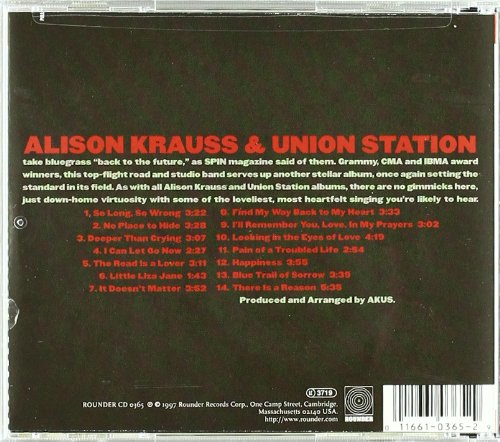 ALISON KRAUSS & UNION STATION
take bluegrass "back to the future," as SPIN magazine said of them. Grammy, CMA and IBMA award
winners, this top-flight road and studio band serves up another stellar album, once again setting the
standard in its field. As with all Alison Krauss and Union Station albums, there are no gimmicks here,
just down-home virtuosity with some of the loveliest, most heartfelt singing you're likely to hear.
1. So Long, So Wrong 3:22
2. No Place to Hide 3:28
3. Deeper Than Crying 3:07
4. I Can Let Go Now 2:27
5. The Road is a Lover 3:11
6. Little Liza Jane 1:43
7. It Doesn't Matter 3:52
8. Find My Way Back to My Heart 3:33
9. I'll Remember You, Love, In My Prayers 3:02
10. Looking in the Eyes of Love 4:19
11. Pain of a Troubled Life 2:54
12. Happiness 3:55
13. Blue Trail of Sorrow 3:39
14. There Is a Reason 5:35
Produced and Arranged by AKUS.
ROUNDER CD 0365 ℗ © 1997 Rounder Records Corp., One Camp Street, Cambridge,
Massachusetts 02140 USA.
http://www.rounder.com/rounder
3719
ROUNDER
0 11661-0365-2 9